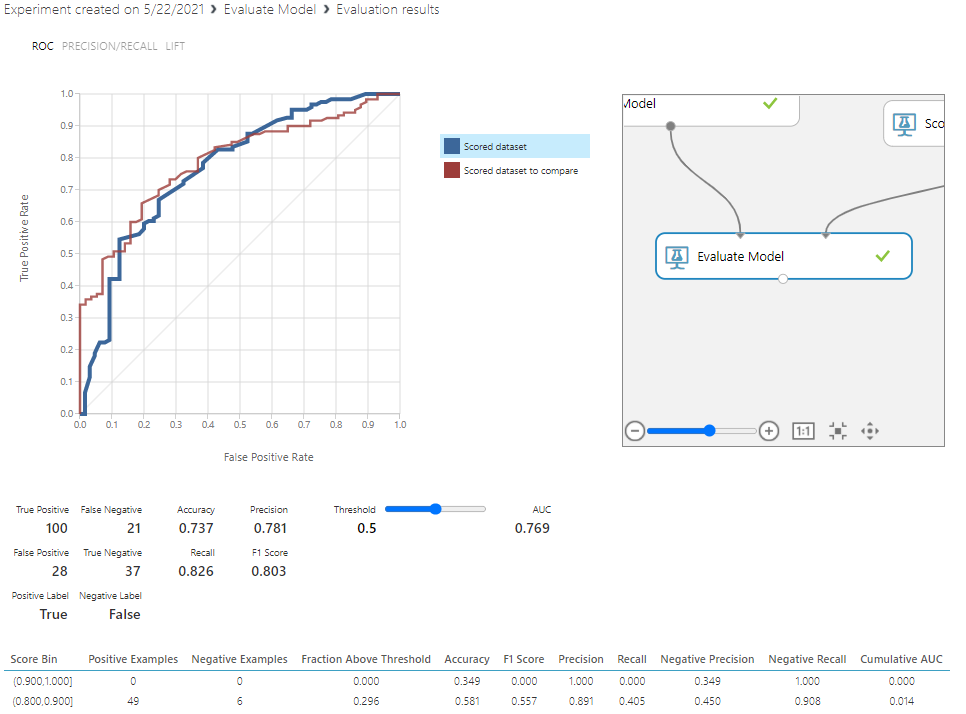 Experiment created on 5/22/2021 › Evaluate Model › Evaluation results
ROC PRECISION/RECALL LIFT
1.0
0.9
0.8
0.7
0.6
0.5
0.4
0.3
0.2
0.1
0.0
True Positive Rate
0.0 0.1 0.2 0.3 0.4 0.5 0.6 0.7 0.8 0.9 1.0
False Positive Rate
Scored dataset
Scored dataset to compare
Model
Sco
Evaluate Model
1:1
True Positive False Negative Accuracy Precision Threshold AUC
100 21 0.737 0.781 0.5 0.769
False Positive True Negative Recall F1 Score
28 37 0.826 0.803
Positive Label Negative Label
True False
Score Bin Positive Examples Negative Examples Fraction Above Threshold Accuracy F1 Score Precision Recall Negative Precision Negative Recall Cumulative AUC
(0.900,1.000] 0 0 0.000 0.349 0.000 1.000 0.000 0.349 1.000 0.000
(0.800,0.900] 49 6 0.296 0.581 0.557 0.891 0.405 0.450 0.908 0.014